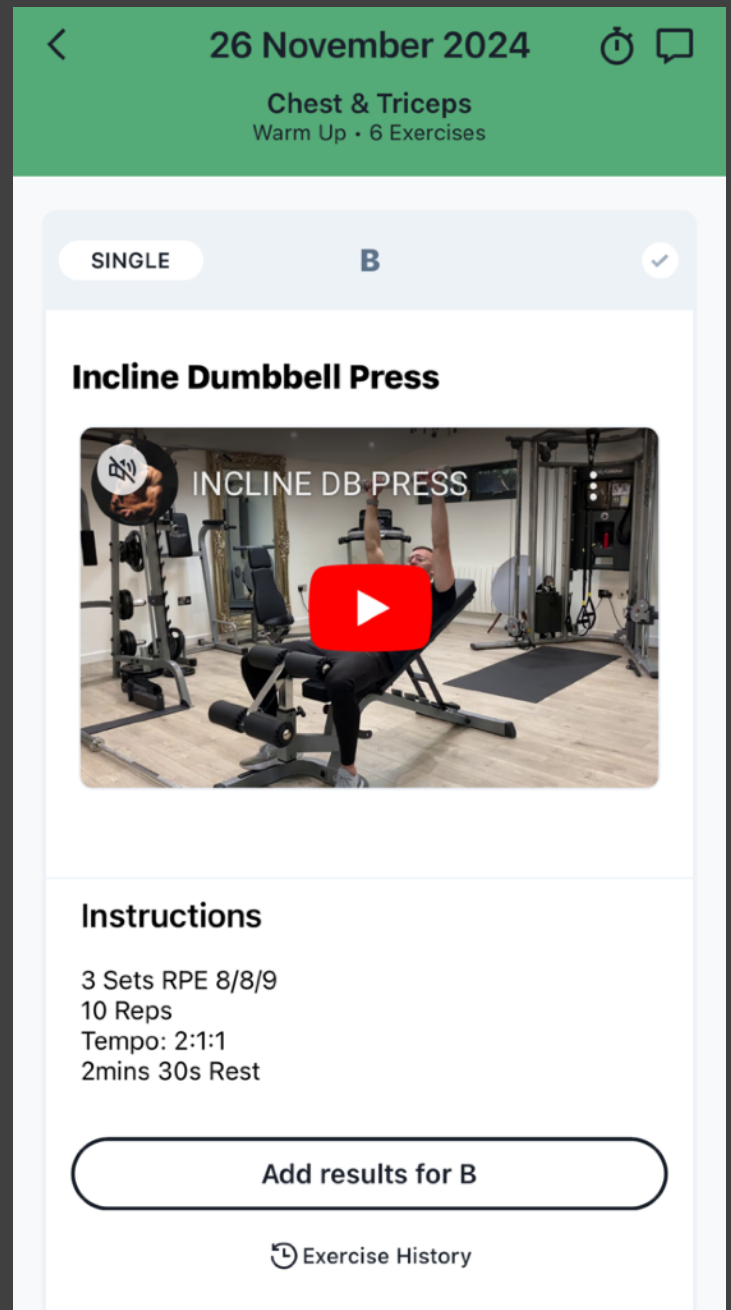 26 November 2024
Chest & Triceps
Warm Up • 6 Exercises
SINGLE
B
Incline Dumbbell Press
INCLINE DB PRESS
Instructions
3 Sets RPE 8/8/9
10 Reps
Tempo: 2:1:1
2mins 30s Rest
Add results for B
Exercise History